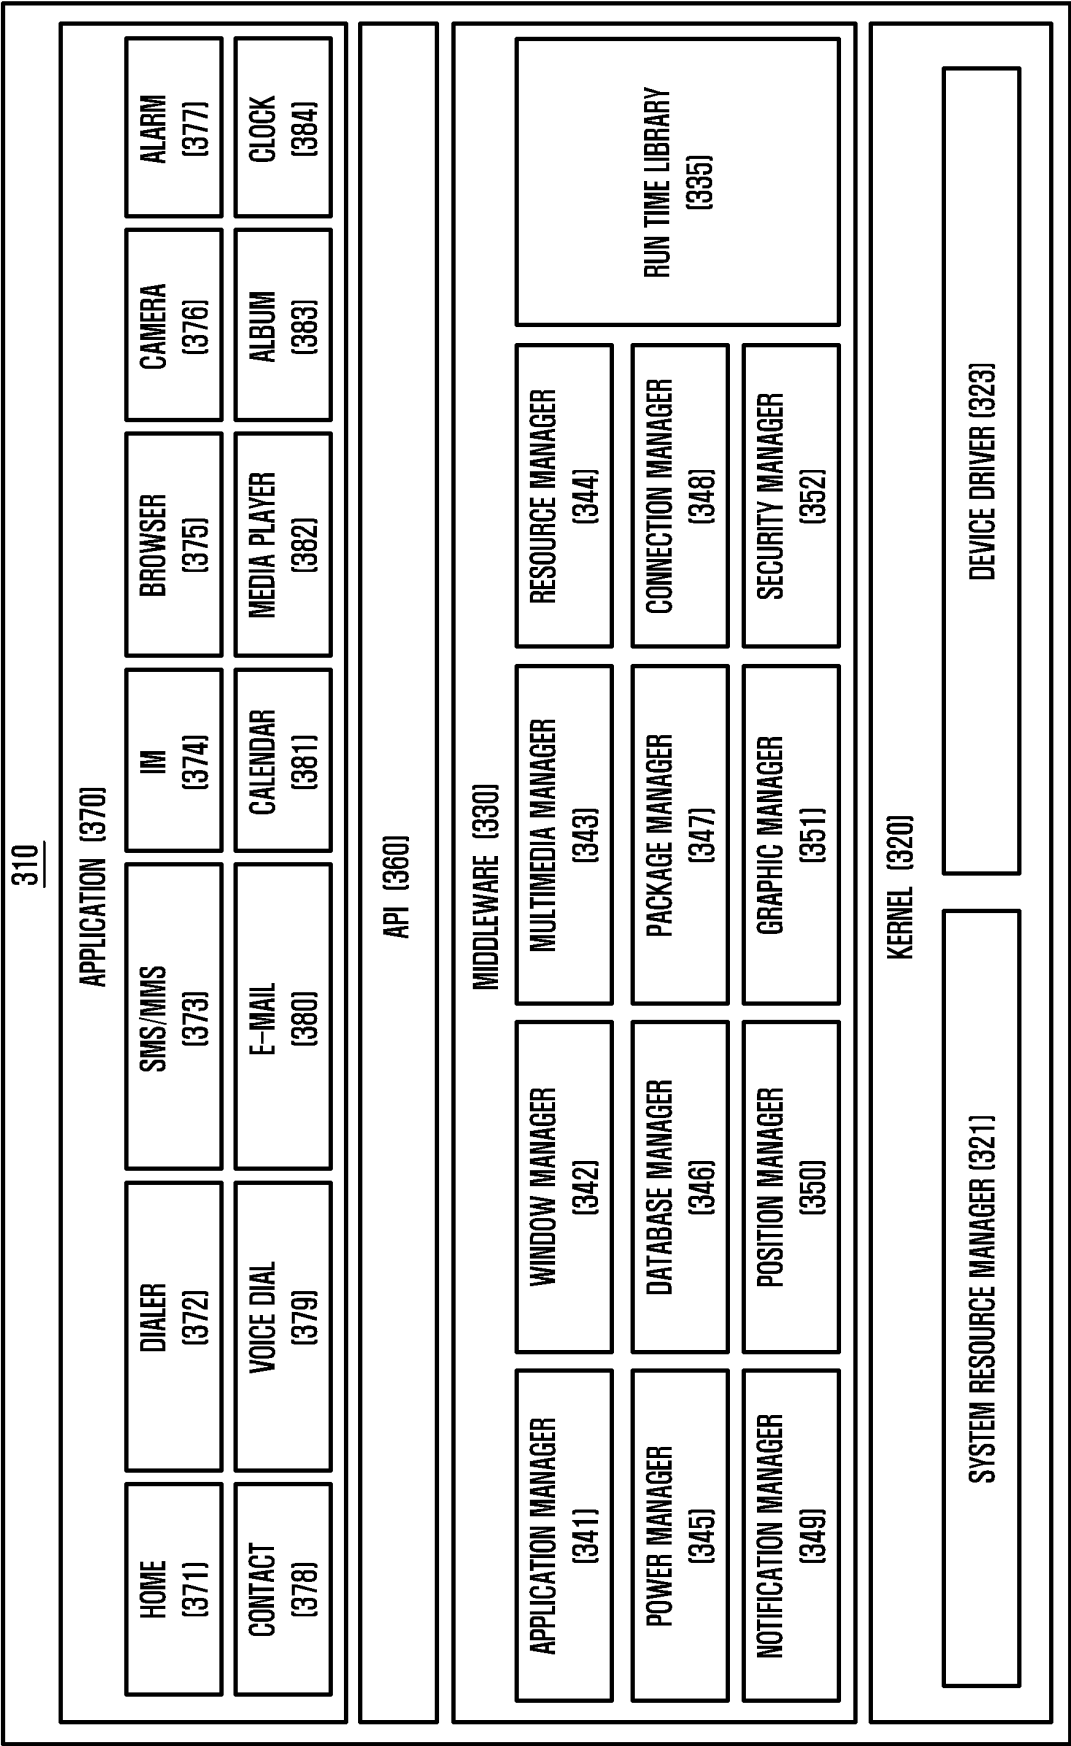 310
APPLICATION (370)
HOME
(371)
DIALER
(372)
SMS/MMS
(373)
IM
(374)
BROWSER
(375)
CAMERA
(376)
ALARM
(377)
CONTACT
(378)
VOICE DIAL
(379)
E-MAIL
(380)
CALENDAR
(381)
MEDIA PLAYER
(382)
ALBUM
(383)
CLOCK
(384)
API (360)
MIDDLEWARE (330)
APPLICATION MANAGER
(341)
WINDOW MANAGER
(342)
MULTIMEDIA MANAGER
(343)
RESOURCE MANAGER
(344)
POWER MANAGER
(345)
DATABASE MANAGER
(346)
PACKAGE MANAGER
(347)
CONNECTION MANAGER
(348)
NOTIFICATION MANAGER
(349)
POSITION MANAGER
(350)
GRAPHIC MANAGER
(351)
SECURITY MANAGER
(352)
RUN TIME LIBRARY
(335)
KERNEL (320)
SYSTEM RESOURCE MANAGER (321)
DEVICE DRIVER (323)